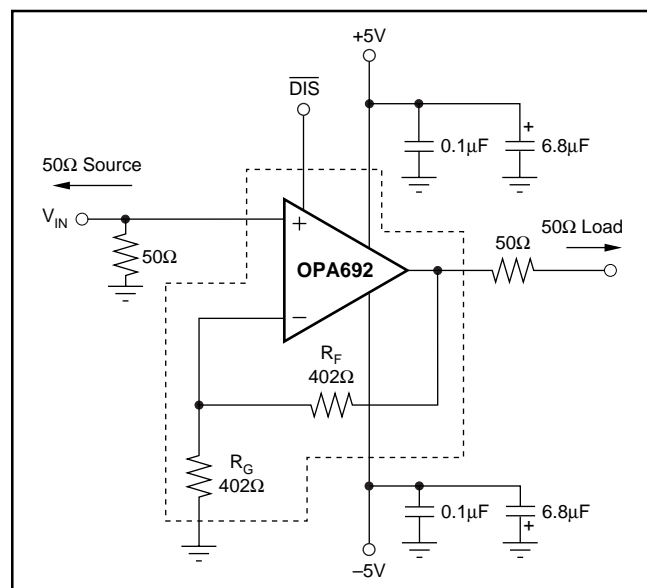 +5V
DIS
0.1µF
+
6.8µF
50Ω Source
V_IN
50Ω
+
OPA692
−
50Ω
50Ω Load
R_F
402Ω
R_G
402Ω
0.1µF
6.8µF
+
−5V